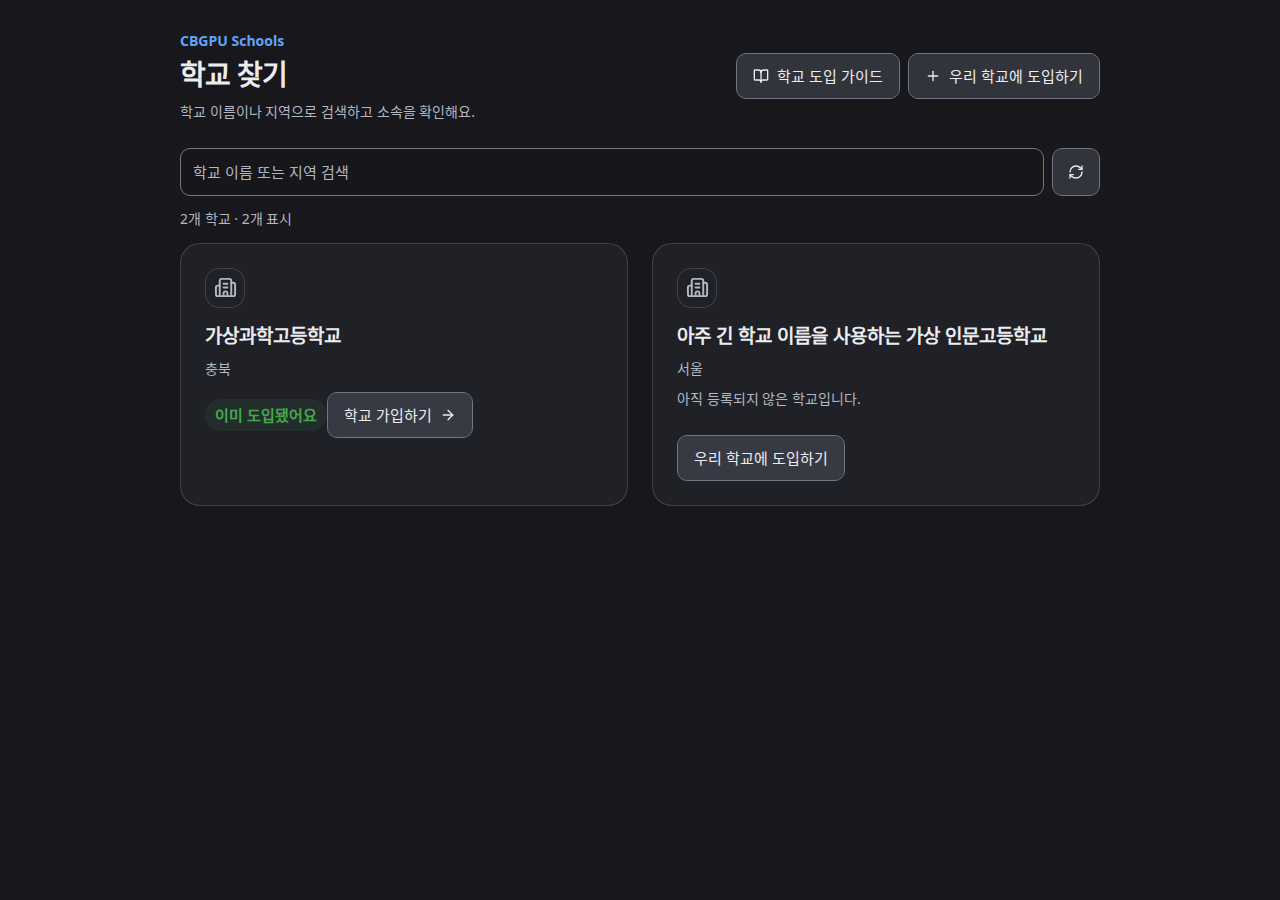 CBGPU Schools
학교 찾기
학교 이름이나 지역으로 검색하고 소속을 확인해요.
학교 도입 가이드
우리 학교에 도입하기
학교 이름 또는 지역 검색
2개 학교 · 2개 표시
가상과학고등학교
충북
이미 도입됐어요
학교 가입하기
아주 긴 학교 이름을 사용하는 가상 인문고등학교
서울
아직 등록되지 않은 학교입니다.
우리 학교에 도입하기